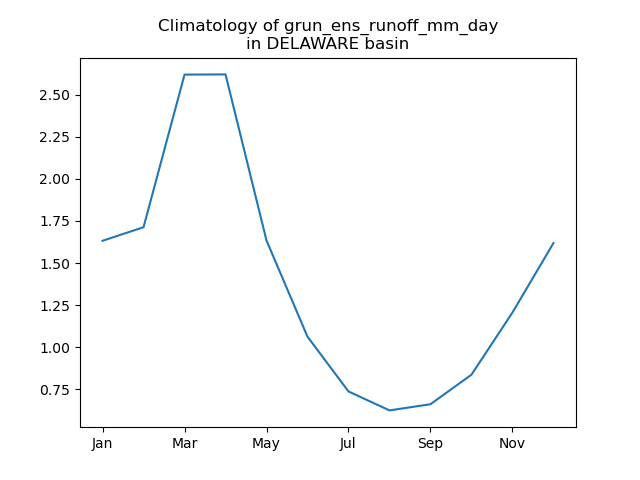 Climatology of grun_ens_runoff_mm_day
in DELAWARE basin
2.50
2.25
2.00
1.75
1.50
1.25
1.00
0.75
Jan Mar May Jul Sep Nov